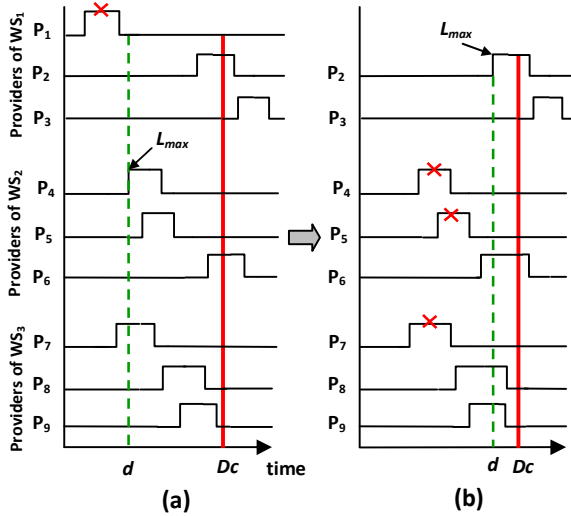 Providers of WS1
P1
P2
P3
Lmax
Providers of WS2
P4
P5
P6
Lmax
Providers of WS3
P7
P8
P9
d
Dc
time
(a)
P2
P3
P4
P5
P6
P7
P8
P9
d
Dc
(b)